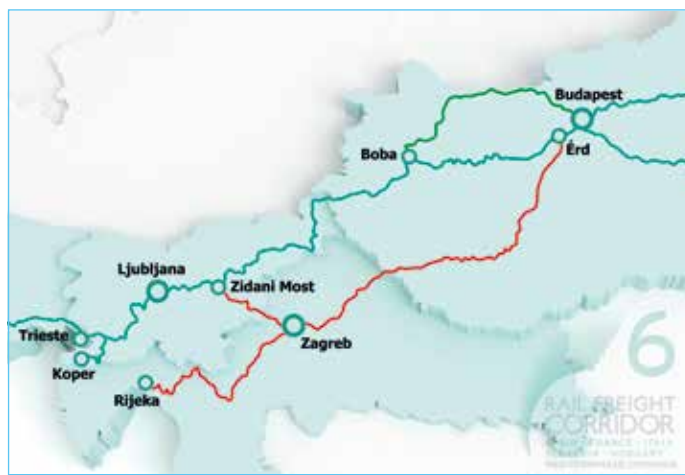 Budapest
Boba
Érd
Ljubljana
Zidani Most
Trieste
Koper
Zagreb
Rijeka
6
RAIL FREIGHT
CORRIDOR